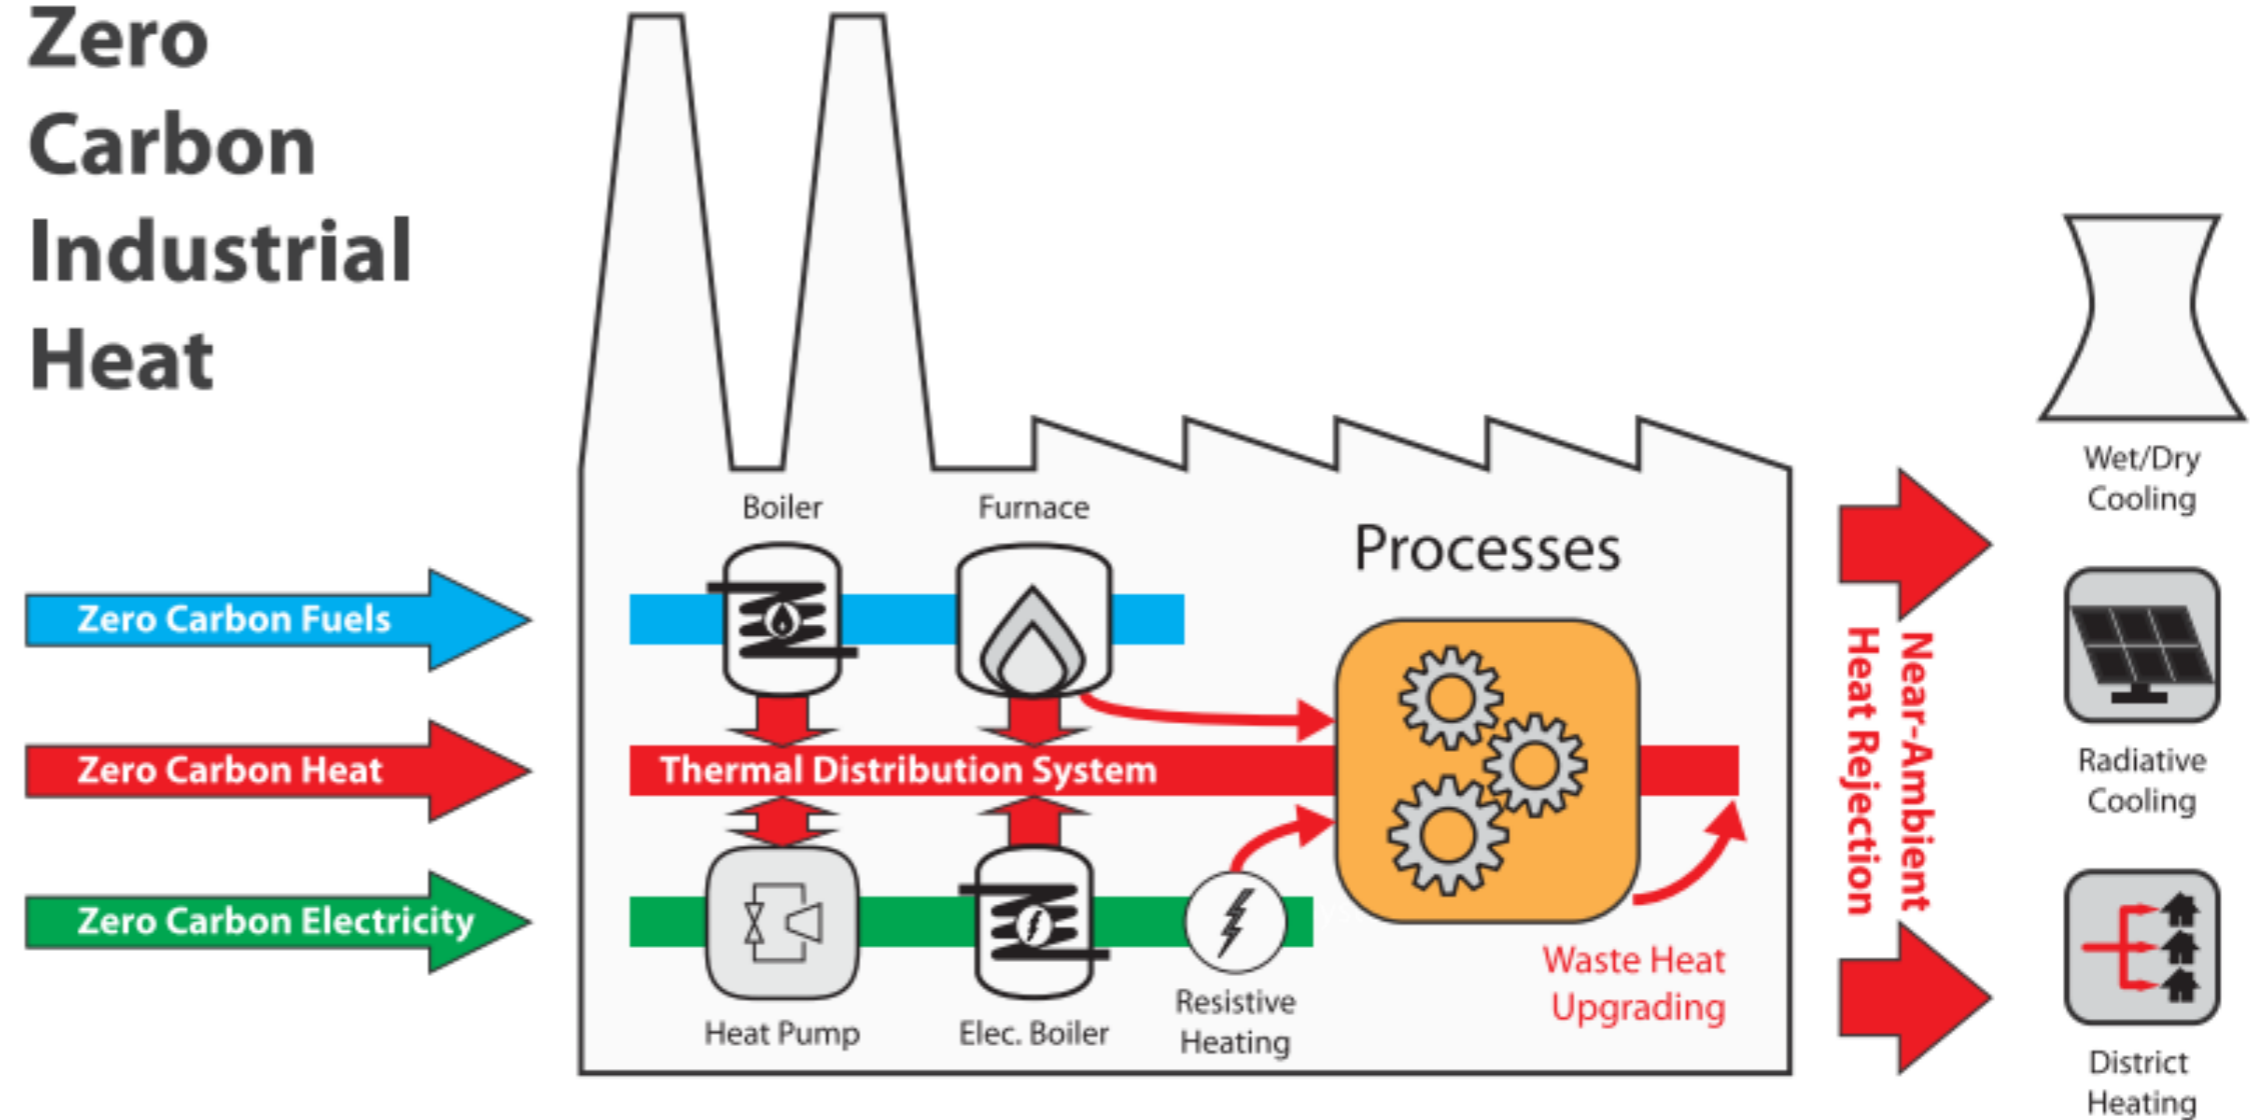 Zero
Carbon
Industrial
Heat
Zero Carbon Fuels
Zero Carbon Heat
Zero Carbon Electricity
Boiler
Furnace
Processes
Thermal Distribution System
Heat Pump
Elec. Boiler
Resistive
Heating
Waste Heat
Upgrading
Near-Ambient
Heat Rejection
Wet/Dry
Cooling
Radiative
Cooling
District
Heating